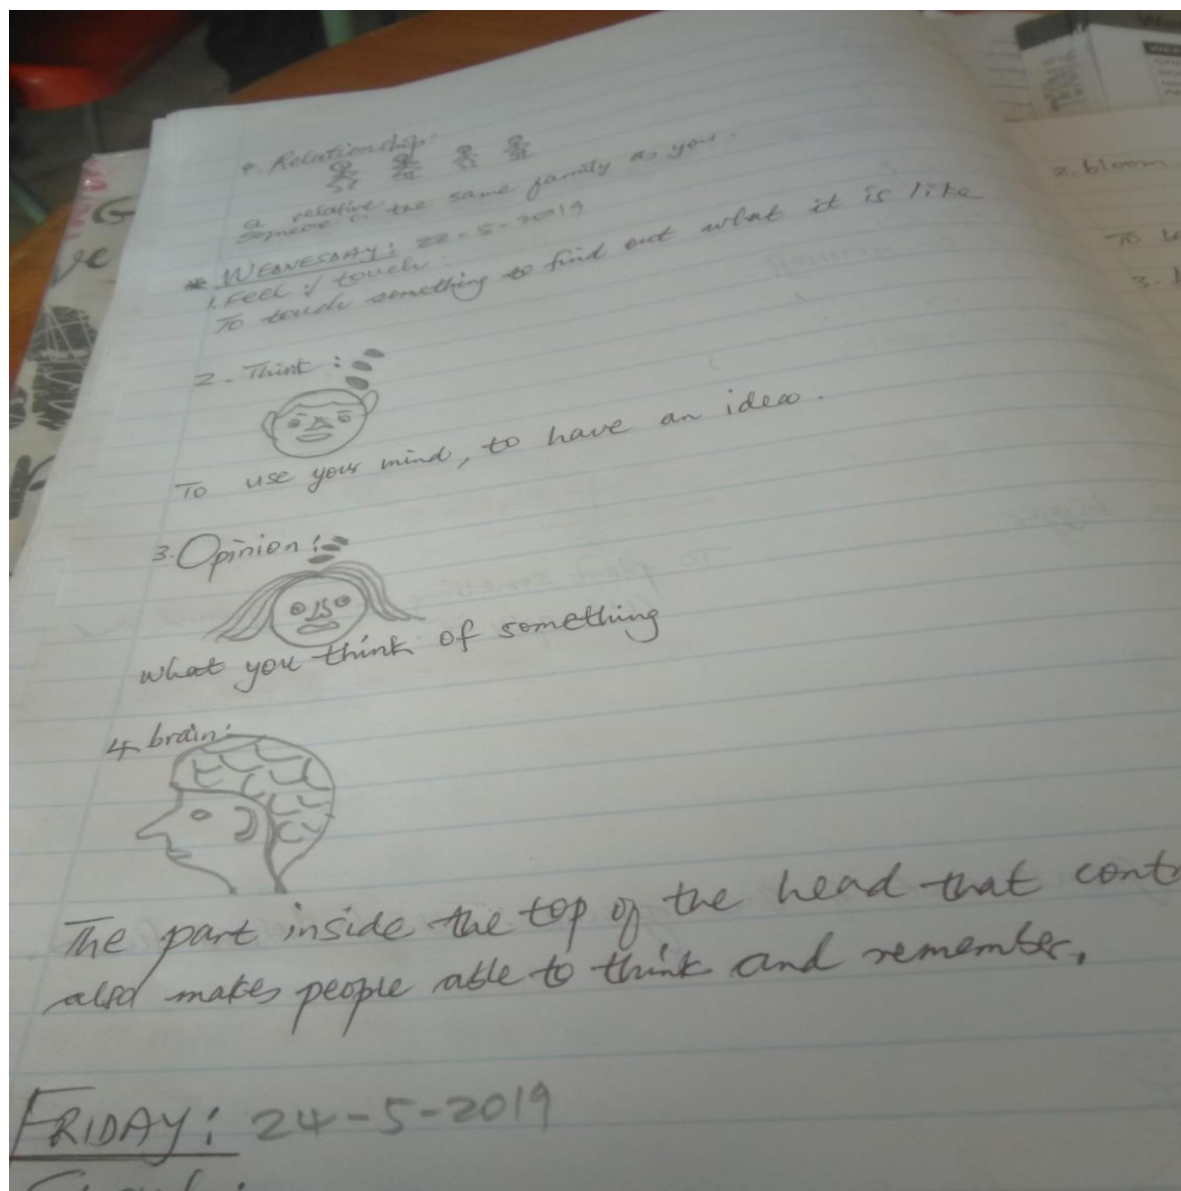 Relationship:
a relative
someone in the same family as you.
* WEDNESDAY: 22-5-2019
1. Feel: / touch:
To touch something to find out what it is like
2. Think:
To use your mind, to have an idea.
3. Opinion:
what you think of something
4. brain:
The part inside the top of the head that cont
also makes people able to think and remember.
FRIDAY: 24-5-2019
2. bloom
To
3.